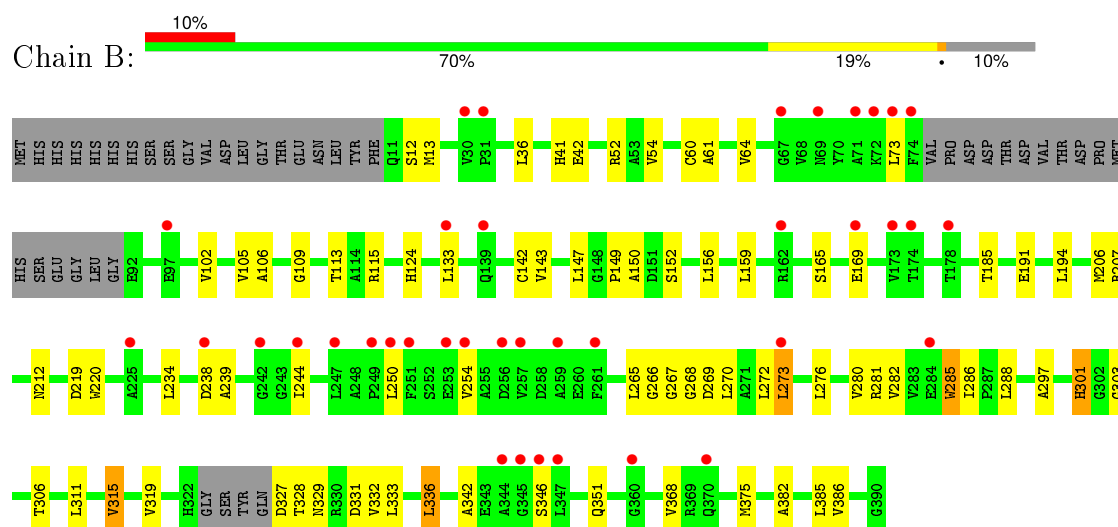 10%
Chain B:
70% 19% • 10%
MET HIS HIS HIS HIS HIS HIS SER SER GLY VAL ASP LEU GLY THR GLU ASN LEU TYR PHE Q11 S12 M13 V30 P31 L36 H41 E42 R52 A53 V54 C60 A61 V64 G67 V68 N69 Y70 A71 K72 L73 F74 VAL PRO ASP ASP THR ASP VAL THR ASP PRO MET
HIS SER GLU GLY LEU GLY E92 E97 V102 V105 A106 G109 T113 A114 R115 H124 L133 Q139 C142 V143 L147 G148 P149 A150 D151 S152 L156 L159 R162 S165 E169 V173 T174 T178 T185 E191 L194 M206 R207
N212 D219 W220 A225 L234 D238 A239 G242 G243 I244 L247 A248 P249 L250 F251 S252 E253 V254 A255 D256 V257 D258 A259 E260 F261 L265 G266 G267 G268 D269 L270 A271 L272 L273 L276 V280 R281 V282 V283 E284 W285 I286 P287 L288 A297 H301 G302 G303
T306 L311 V315 V319 H322 GLY SER TYR GLN D327 T328 N329 R330 D331 V332 L333 L336 A342 E343 A344 G345 S346 L347 Q351 G360 V368 R369 Q370 M375 A382 L385 V386 G390